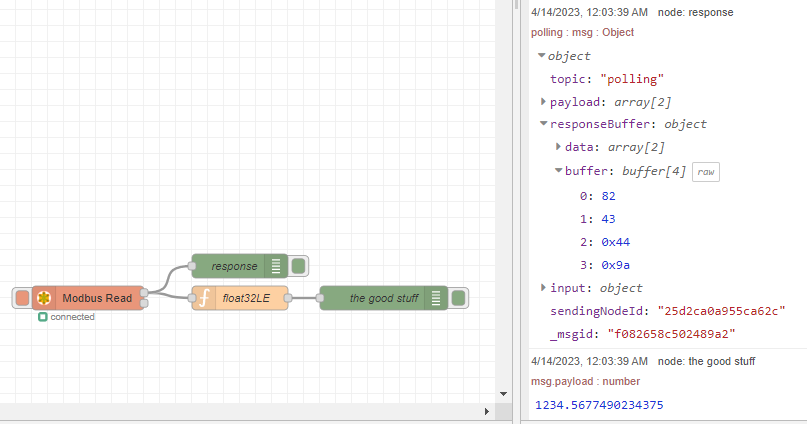 response
Modbus Read
connected
float32LE
the good stuff
4/14/2023, 12:03:39 AM node: response
polling : msg : Object
object
topic: "polling"
payload: array[2]
responseBuffer: object
data: array[2]
buffer: buffer[4] raw
0: 82
1: 43
2: 0x44
3: 0x9a
input: object
sendingNodeId: "25d2ca0a955ca62c"
_msgid: "f082658c502489a2"
4/14/2023, 12:03:39 AM node: the good stuff
msg.payload : number
1234.5677490234375